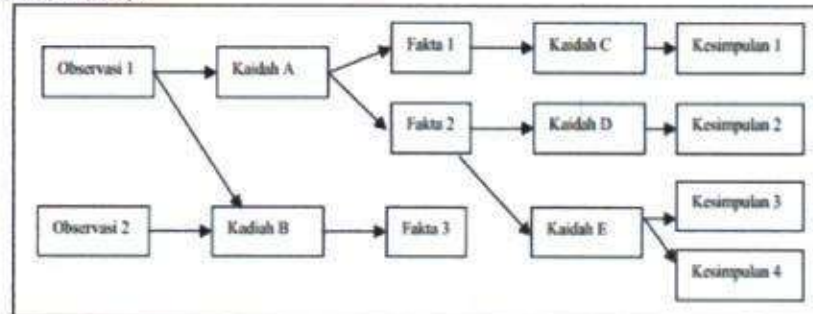 Fakta 1
Kaidah C
Kesimpulan 1
Observasi 1
Kaidah A
Fakta 2
Kaidah D
Kesimpulan 2
Kesimpulan 3
Observasi 2
Kadiah B
Fakta 3
Kaidah E
Kesimpulan 4